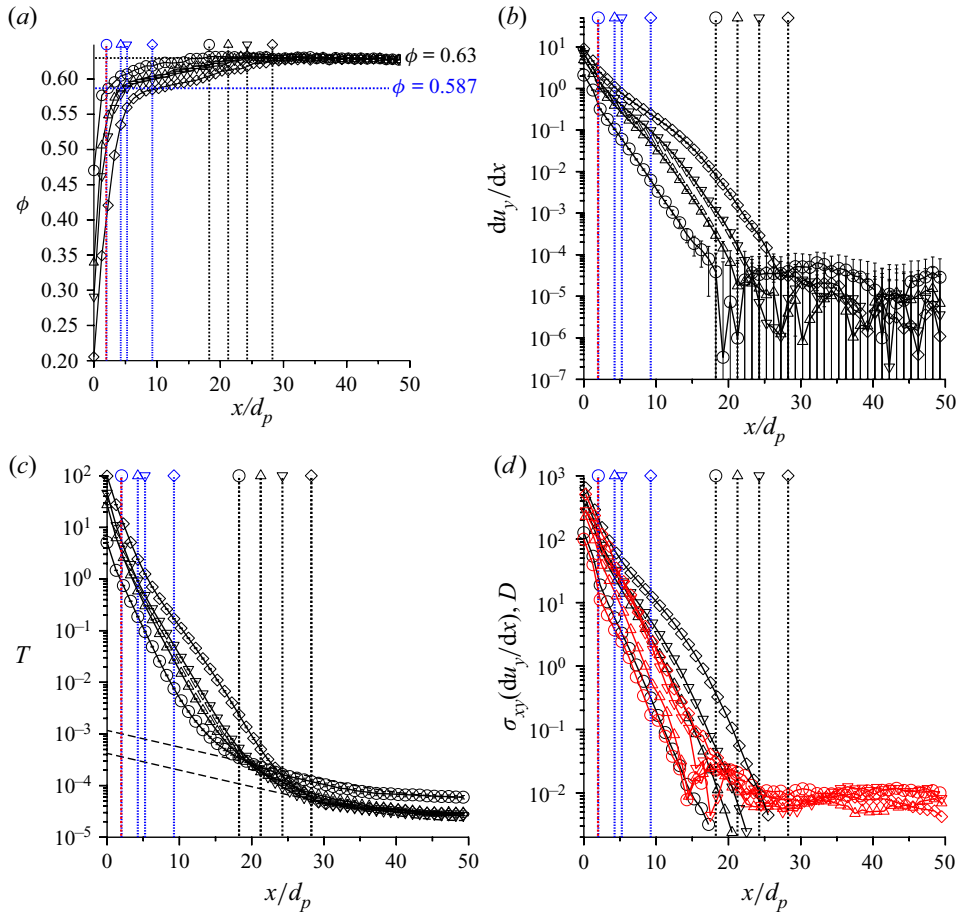 (a)
0.60
0.55
0.50
0.45
ϕ
0.40
0.35
0.30
0.25
0.20
0 10 20 30 40 50
x/d_p
ϕ = 0.63
ϕ = 0.587
(b)
10^1
10^0
10^−1
10^−2
du_y/dx
10^−3
10^−4
10^−5
10^−6
10^−7
0 10 20 30 40 50
x/d_p
(c)
10^2
10^1
10^0
10^−1
T
10^−2
10^−3
10^−4
10^−5
0 10 20 30 40 50
x/d_p
(d)
10^3
10^2
10^1
10^0
σ_xy(du_y/dx), D
10^−1
10^−2
0 10 20 30 40 50
x/d_p